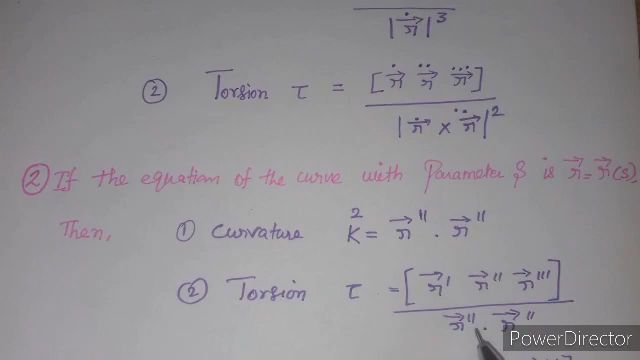 |ṙ⃗|³
② Torsion τ = [ṙ⃗ r̈⃗ r⃛⃗]
|ṙ⃗ × r̈⃗|²
② If the equation of the curve with Parameter S is r⃗ = r⃗(s)
Then, ① Curvature K² = r⃗''. r⃗''
② Torsion τ = [r⃗' r⃗'' r⃗''']
r⃗''. r⃗''
PowerDirector